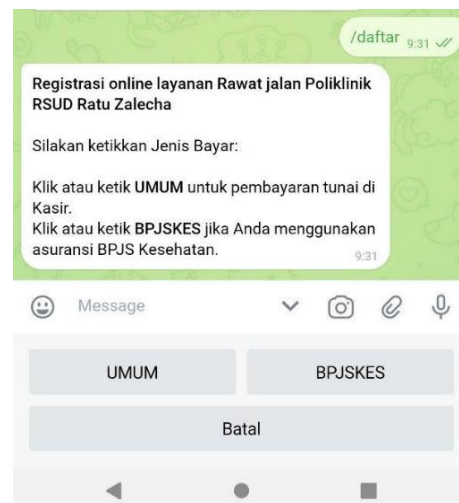 /daftar 9:31
Registrasi online layanan Rawat jalan Poliklinik
RSUD Ratu Zalecha
Silakan ketikkan Jenis Bayar:
Klik atau ketik UMUM untuk pembayaran tunai di
Kasir.
Klik atau ketik BPJSKES jika Anda menggunakan
asuransi BPJS Kesehatan.
9:31
Message
UMUM BPJSKES
Batal